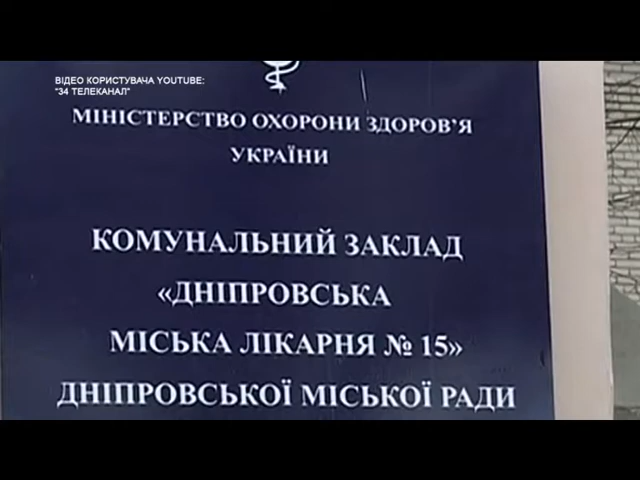 ВІДЕО КОРИСТУВАЧА YOUTUBE:
"34 ТЕЛЕКАНАЛ"
МІНІСТЕРСТВО ОХОРОНИ ЗДОРОВ'Я
УКРАЇНИ
КОМУНАЛЬНИЙ ЗАКЛАД
«ДНІПРОВСЬКА
МІСЬКА ЛІКАРНЯ № 15»
ДНІПРОВСЬКОЇ МІСЬКОЇ РАДИ